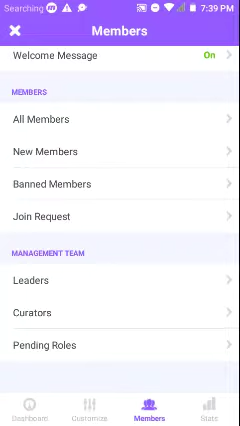 Searching 7:39 PM
Members
Welcome Message On
MEMBERS
All Members
New Members
Banned Members
Join Request
MANAGEMENT TEAM
Leaders
Curators
Pending Roles
Dashboard Customize Members Stats